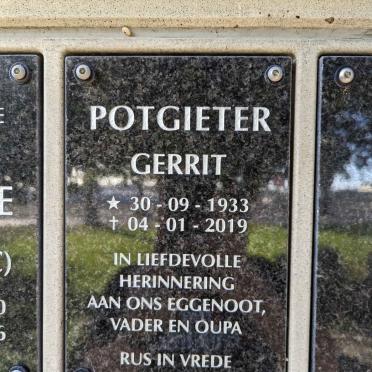 POTGIETER
GERRIT
★ 30 - 09 - 1933
† 04 - 01 - 2019
IN LIEFDEVOLLE
HERINNERING
AAN ONS EGGENOOT,
VADER EN OUPA
RUS IN VREDE